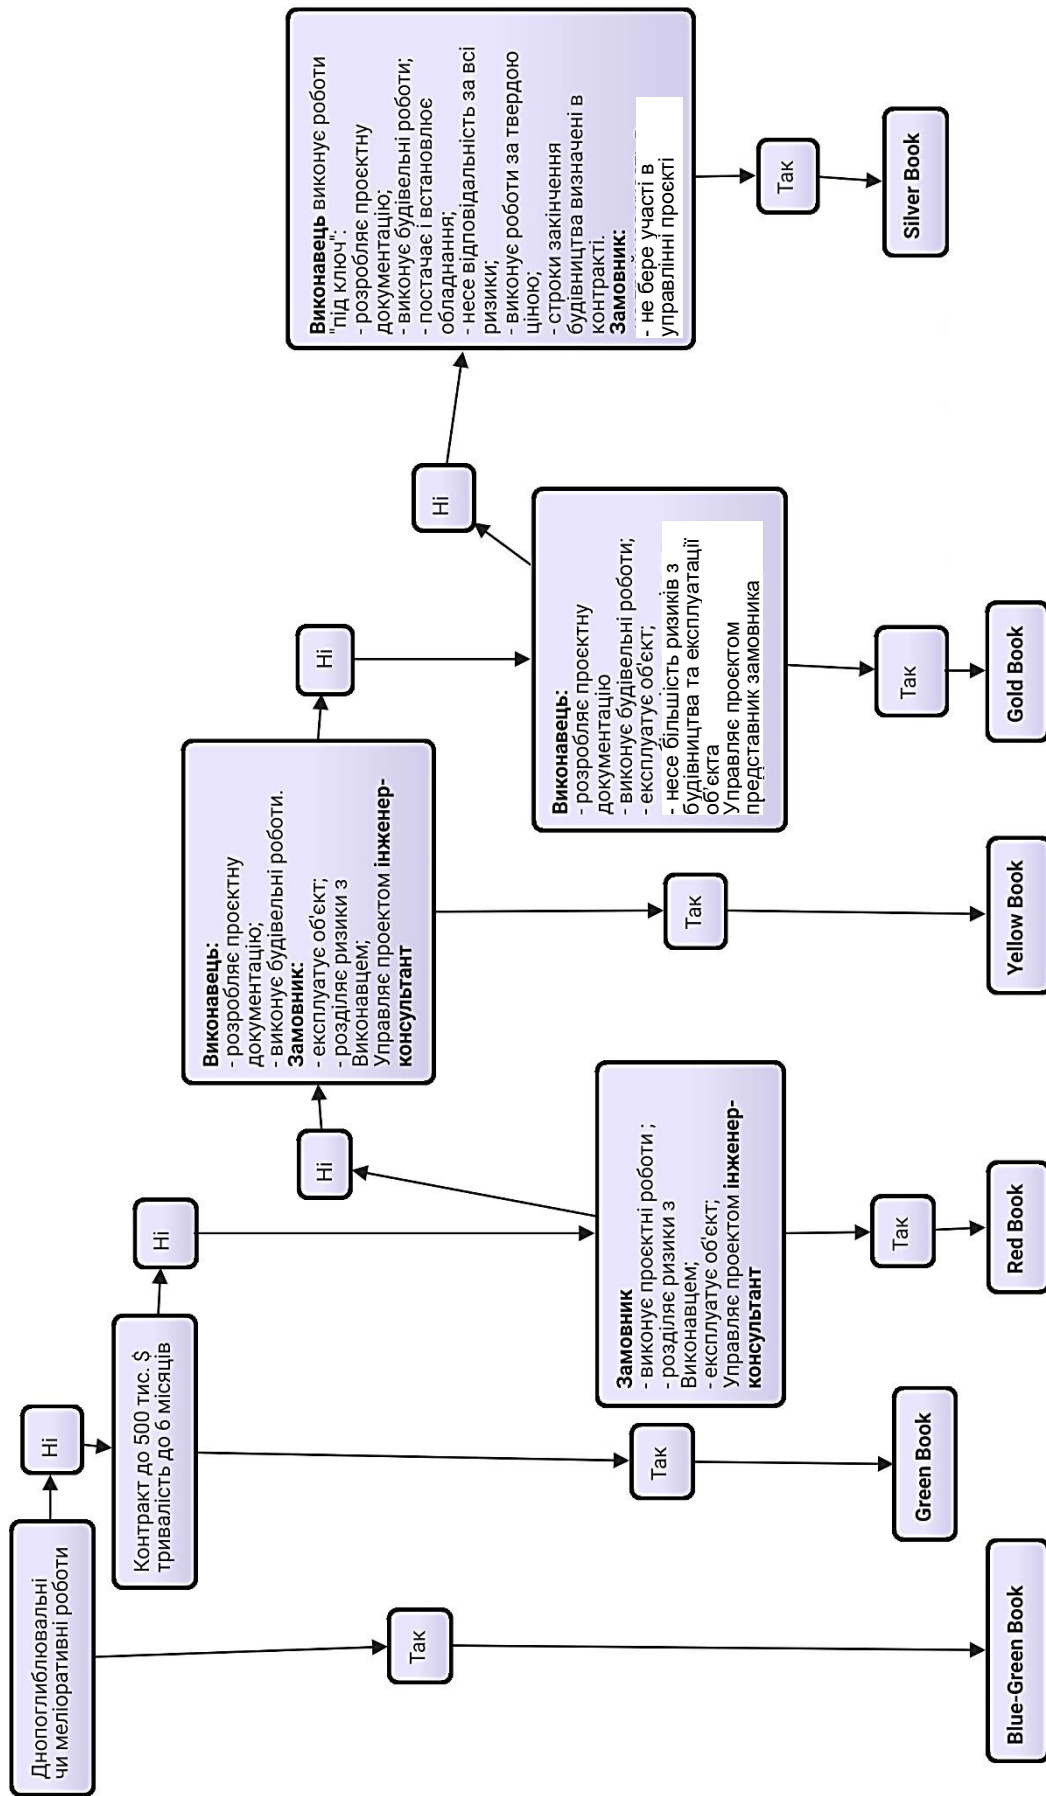 Днопоглиблювальні
чи меліоративні роботи
Ні
Так
Blue-Green Book
Контракт до 500 тис. $
тривалість до 6 місяців
Ні
Так
Green Book
Замовник
- виконує проєктні роботи ;
- розділяє ризики з
Виконавцем;
- експлуатує об'єкт;
Управляє проектом інженер-
консультант
Ні
Так
Red Book
Виконавець:
- розробляє проєктну
документацію;
- виконує будівельні роботи.
Замовник:
- експлуатує об'єкт;
- розділяє ризики з
Виконавцем;
Управляє проектом інженер-
консультант
Ні
Так
Yellow Book
Виконавець:
- розробляє проєктну
документацію
- виконує будівельні роботи;
- експлуатує об'єкт;
- несе більшість ризиків з
будівництва та експлуатації
об'єкта
Управляє проєктом
представник замовника
Ні
Так
Gold Book
Виконавець виконує роботи
"під ключ":
- розробляє проєктну
документацію;
- виконує будівельні роботи;
- постачає і встановлює
обладнання;
- несе відповідальність за всі
ризики;
- виконує роботи за твердою
ціною;
- строки закінчення
будівництва визначені в
контракті.
Замовник:
- не бере участі в
управлінні проєкті
Так
Silver Book